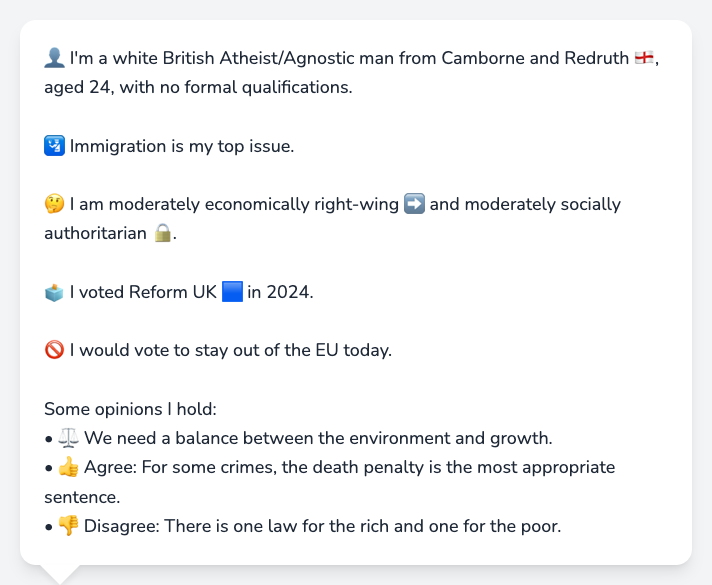 👤 I'm a white British Atheist/Agnostic man from Camborne and Redruth 🏴󠁧󠁢󠁥󠁮󠁧󠁿,
aged 24, with no formal qualifications.
🛂 Immigration is my top issue.
🤔 I am moderately economically right-wing ➡️ and moderately socially
authoritarian 🔒.
🗳️ I voted Reform UK 🟦 in 2024.
🚫 I would vote to stay out of the EU today.
Some opinions I hold:
• ⚖️ We need a balance between the environment and growth.
• 👍 Agree: For some crimes, the death penalty is the most appropriate
sentence.
• 👎 Disagree: There is one law for the rich and one for the poor.